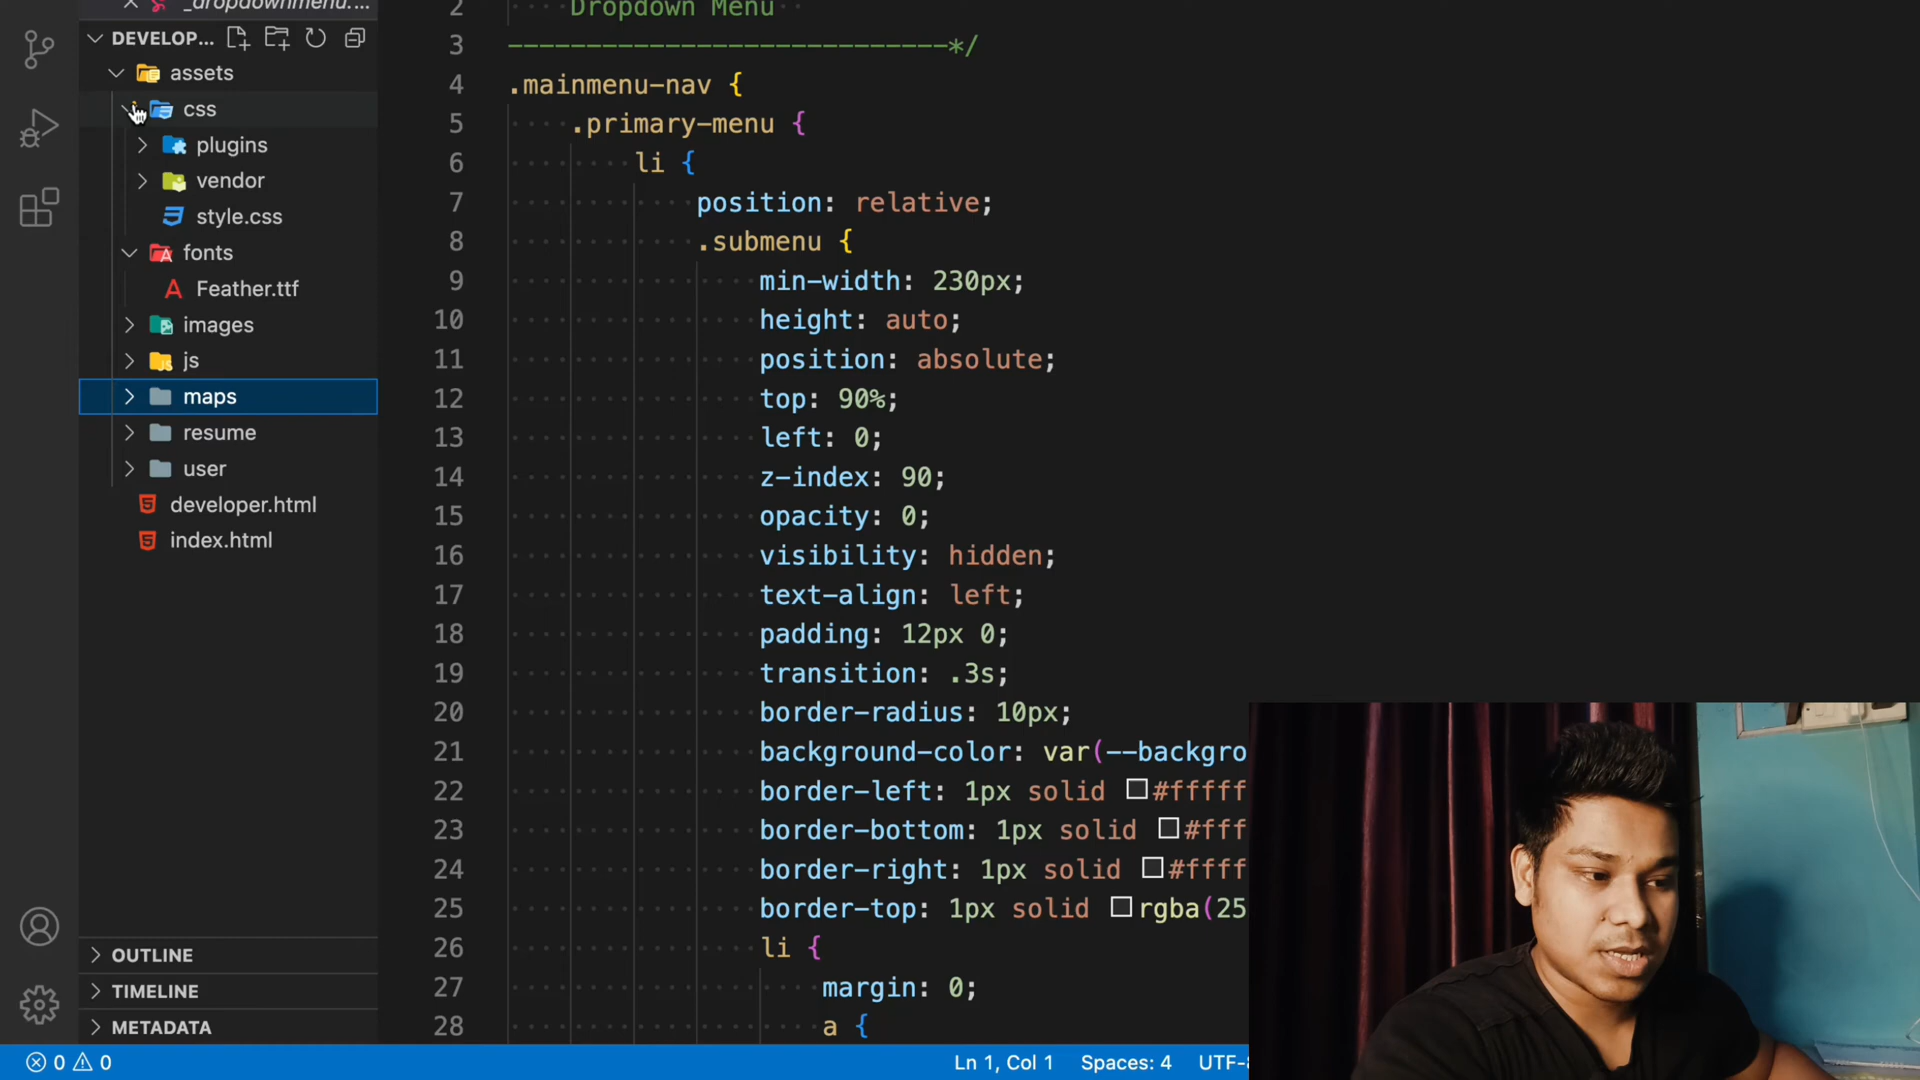 _dropdownmenu....
DEVELOP...
assets
css
plugins
vendor
style.css
fonts
Feather.ttf
images
js
maps
resume
user
developer.html
index.html
OUTLINE
TIMELINE
METADATA
2 Dropdown Menu
3 ----------------------------*/
4 .mainmenu-nav {
5 .primary-menu {
6 li {
7 position: relative;
8 .submenu {
9 min-width: 230px;
10 height: auto;
11 position: absolute;
12 top: 90%;
13 left: 0;
14 z-index: 90;
15 opacity: 0;
16 visibility: hidden;
17 text-align: left;
18 padding: 12px 0;
19 transition: .3s;
20 border-radius: 10px;
21 background-color: var(--backgro
22 border-left: 1px solid #fffff
23 border-bottom: 1px solid #fff
24 border-right: 1px solid #ffff
25 border-top: 1px solid rgba(25
26 li {
27 margin: 0;
28 a {
0 0
Ln 1, Col 1 Spaces: 4 UTF-8